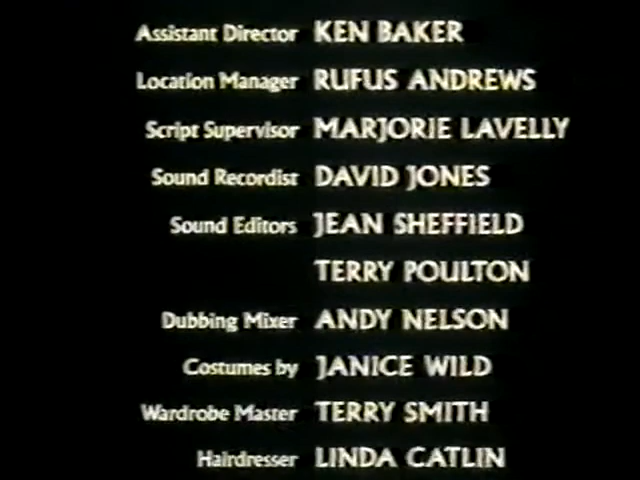 Assistant Director KEN BAKER
Location Manager RUFUS ANDREWS
Script Supervisor MARJORIE LAVELLY
Sound Recordist DAVID JONES
Sound Editors JEAN SHEFFIELD
TERRY POULTON
Dubbing Mixer ANDY NELSON
Costumes by JANICE WILD
Wardrobe Master TERRY SMITH
Hairdresser LINDA CATLIN